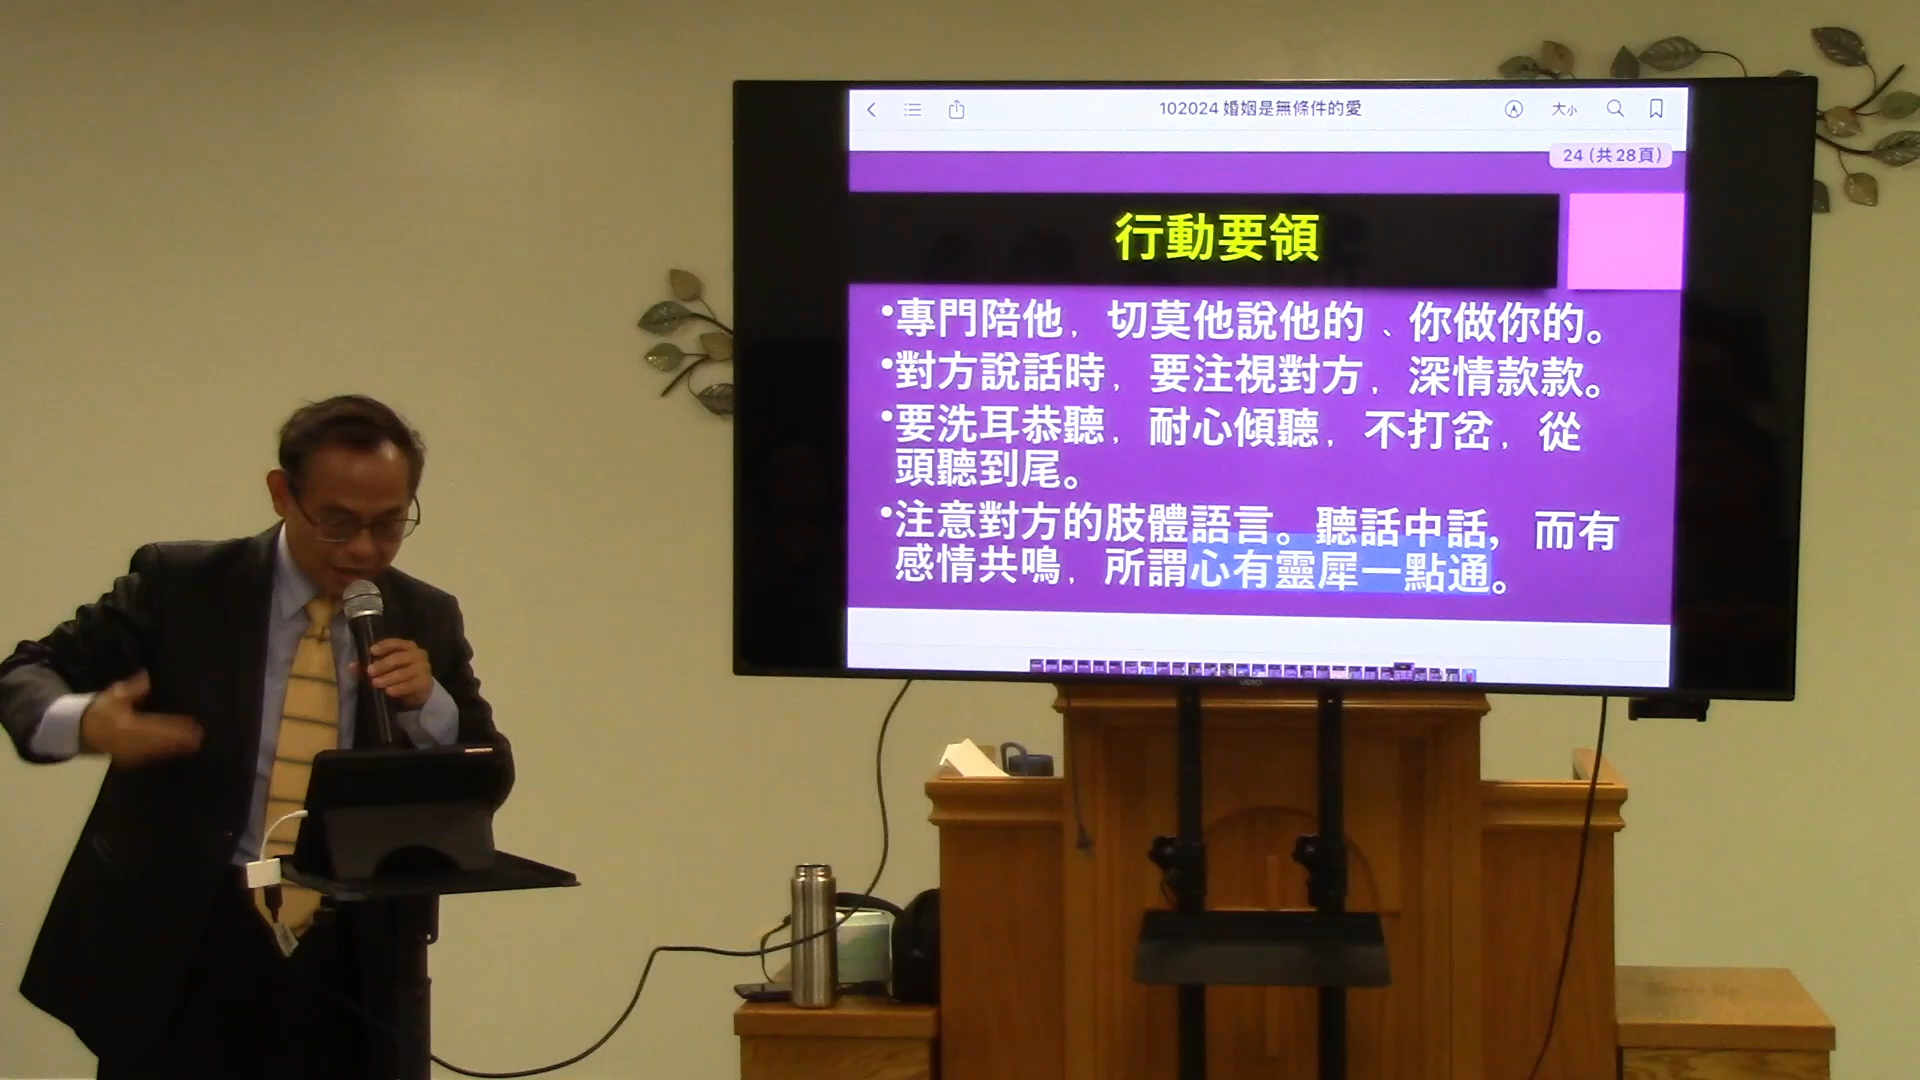 102024 婚姻是無條件的愛
大小
24 (共28頁)
行動要領
•專門陪他，切莫他說他的、你做你的。
•對方說話時，要注視對方，深情款款。
•要洗耳恭聽，耐心傾聽，不打岔，從
頭聽到尾。
•注意對方的肢體語言。聽話中話，而有
感情共鳴，所謂心有靈犀一點通。